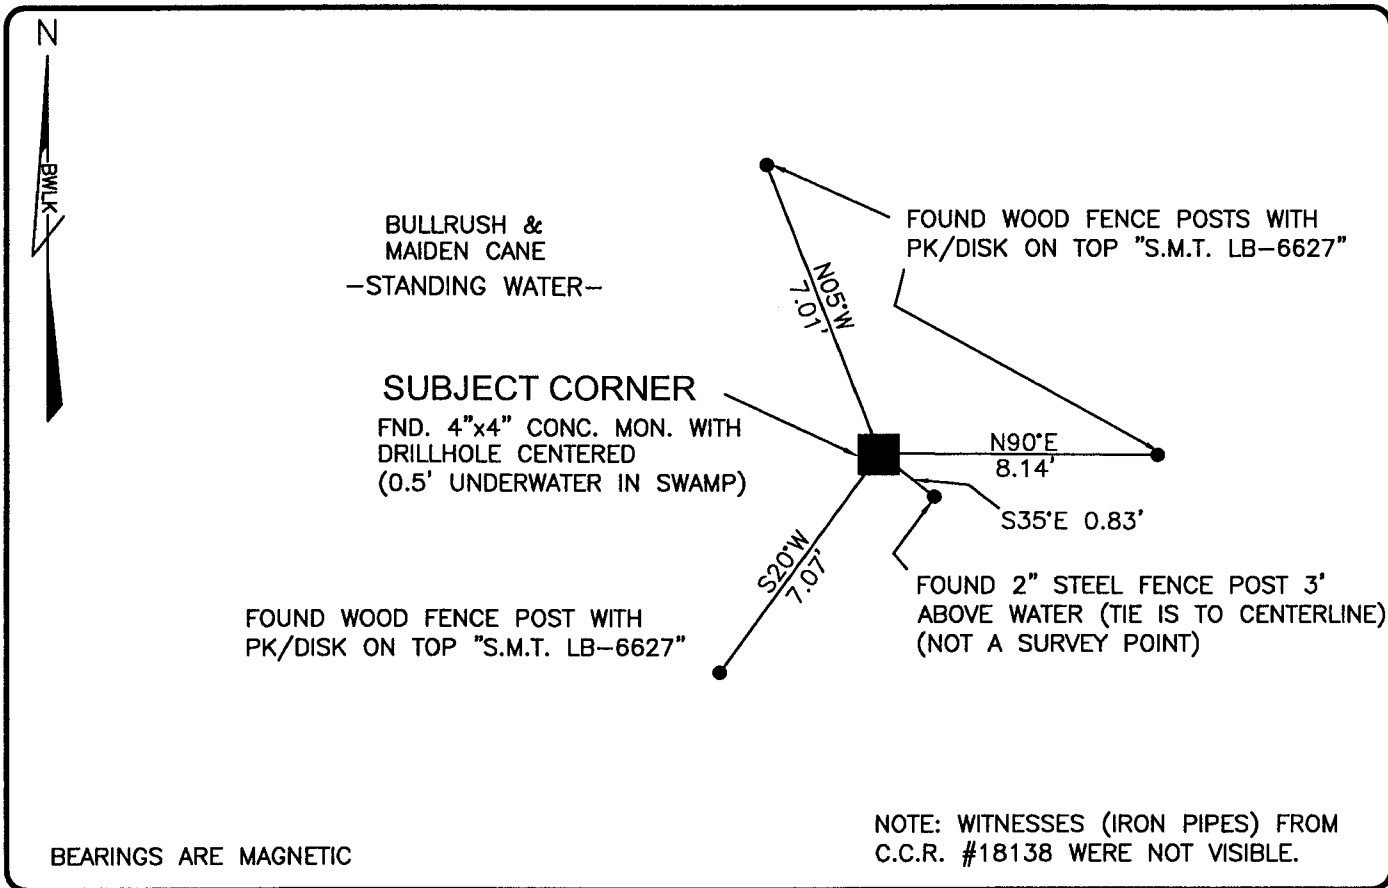 N
BWLK
BULLRUSH &
MAIDEN CANE
-STANDING WATER-
FOUND WOOD FENCE POSTS WITH
PK/DISK ON TOP "S.M.T. LB-6627"
N05°W
7.01'
SUBJECT CORNER
FND. 4"x4" CONC. MON. WITH
DRILLHOLE CENTERED
(0.5' UNDERWATER IN SWAMP)
N90°E
8.14'
S35°E 0.83'
S20°W
7.07'
FOUND 2" STEEL FENCE POST 3'
ABOVE WATER (TIE IS TO CENTERLINE)
(NOT A SURVEY POINT)
FOUND WOOD FENCE POST WITH
PK/DISK ON TOP "S.M.T. LB-6627"
NOTE: WITNESSES (IRON PIPES) FROM
C.C.R. #18138 WERE NOT VISIBLE.
BEARINGS ARE MAGNETIC